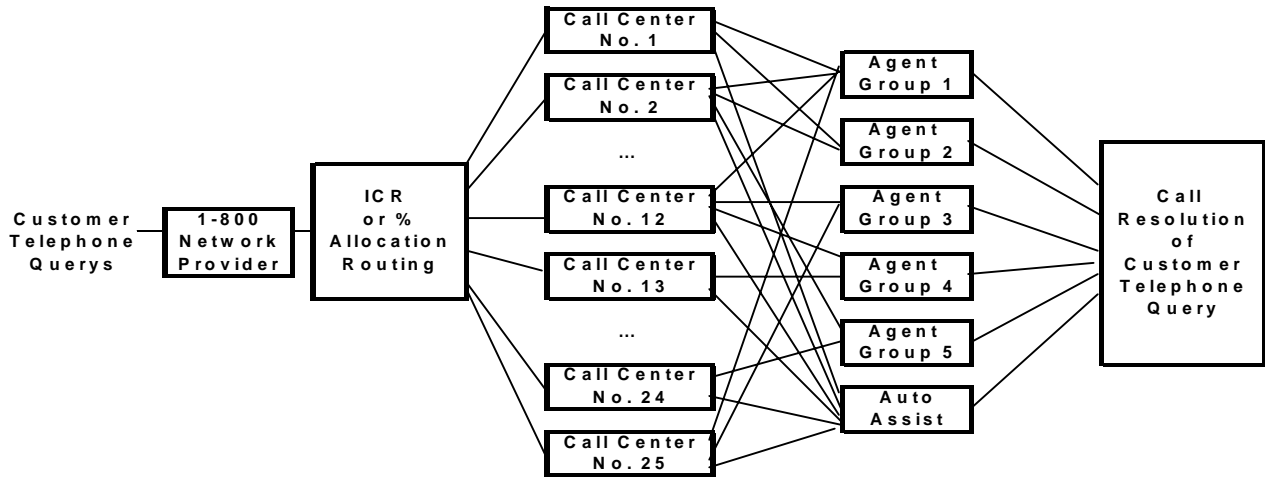 Customer
Telephone
Querys
1-800
Network
Provider
ICR
or %
Allocation
Routing
Call Center
No. 1
Call Center
No. 2
...
Call Center
No. 12
Call Center
No. 13
...
Call Center
No. 24
Call Center
No. 25
Agent
Group 1
Agent
Group 2
Agent
Group 3
Agent
Group 4
Agent
Group 5
Auto
Assist
Call
Resolution
of
Customer
Telephone
Query